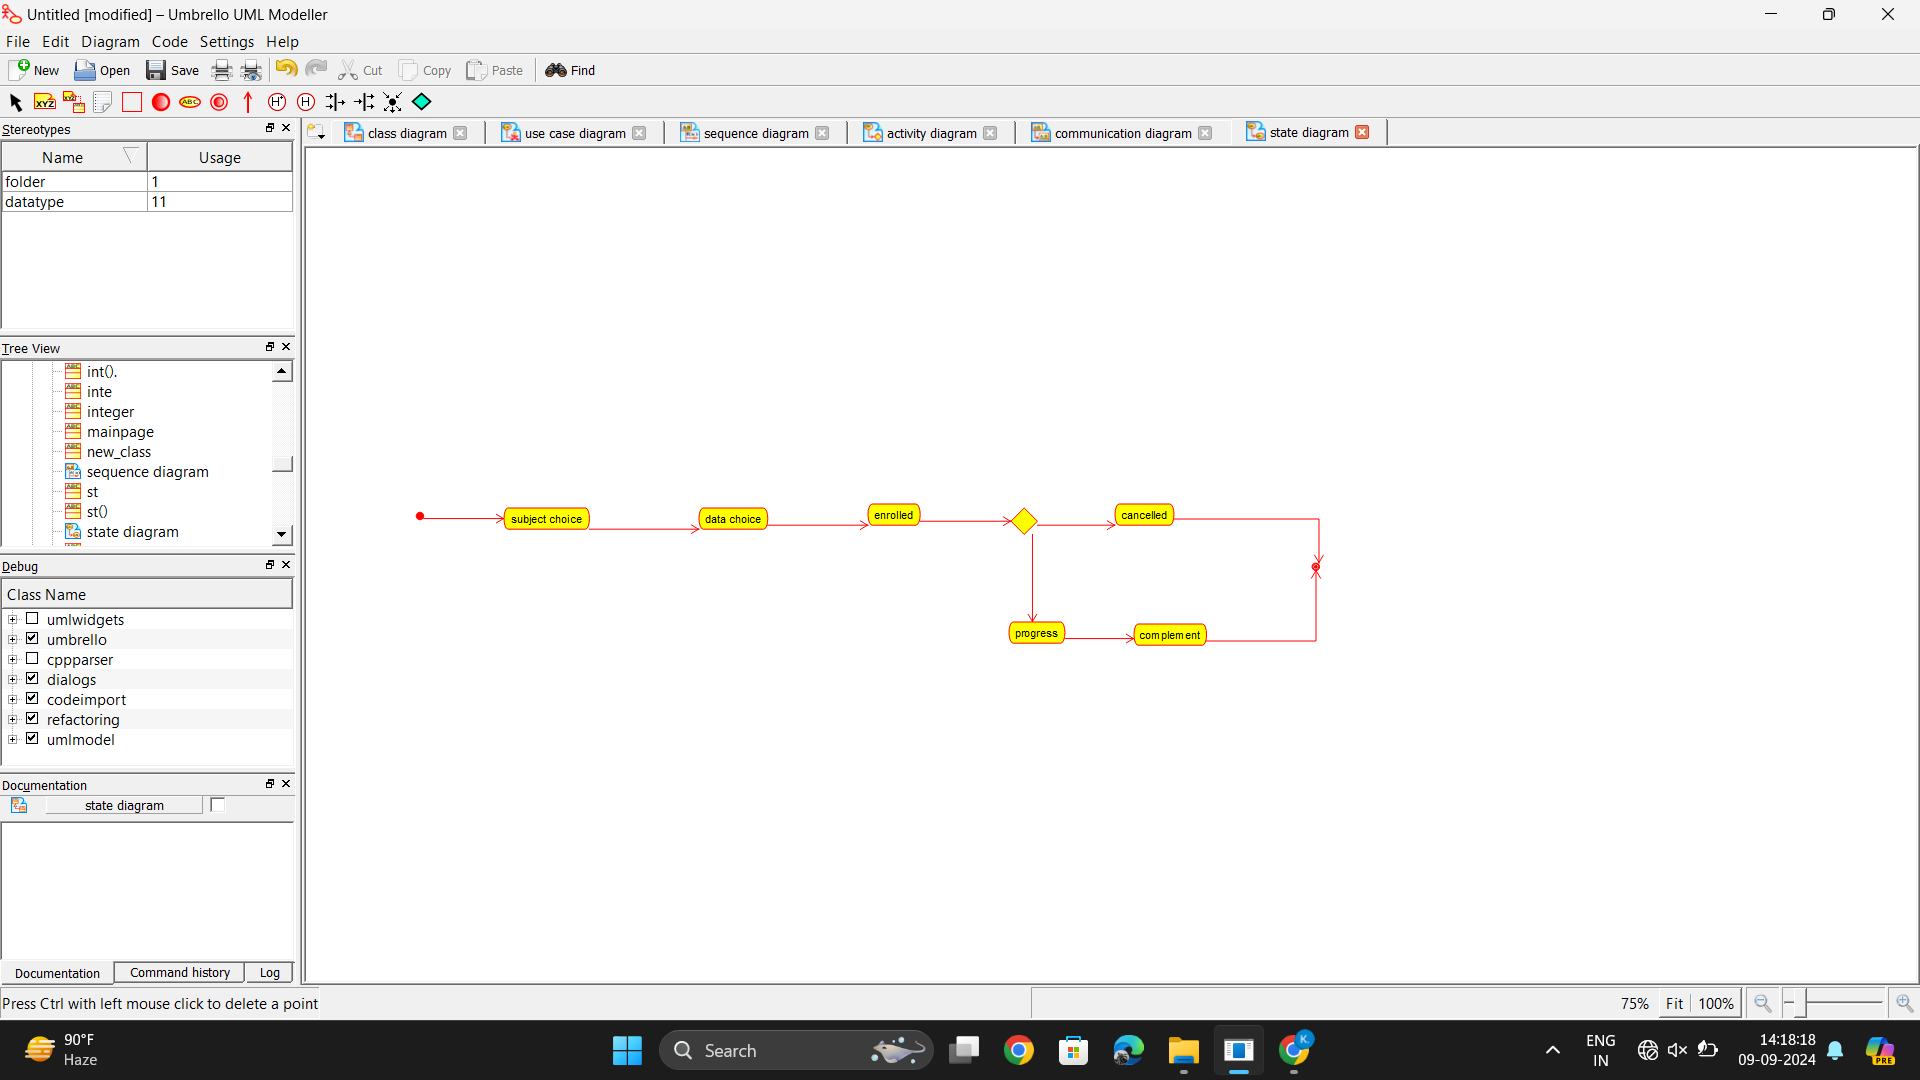 Untitled [modified] – Umbrello UML Modeller
File Edit Diagram Code Settings Help
New Open Save Cut Copy Paste Find
XYZ XYZ ABC H* H
Stereotypes
Name Usage
folder 1
datatype 11
Tree View
int().
inte
integer
mainpage
new_class
sequence diagram
st
st()
state diagram
Debug
Class Name
umlwidgets
umbrello
cppparser
dialogs
codeimport
refactoring
umlmodel
Documentation
state diagram
Documentation Command history Log
class diagram use case diagram sequence diagram activity diagram communication diagram state diagram
subject choice data choice enrolled cancelled
progress complement
Press Ctrl with left mouse click to delete a point
75% Fit 100%
90°F
Haze
Search
K.
ENG
IN
14:18:18
09-09-2024
PRE